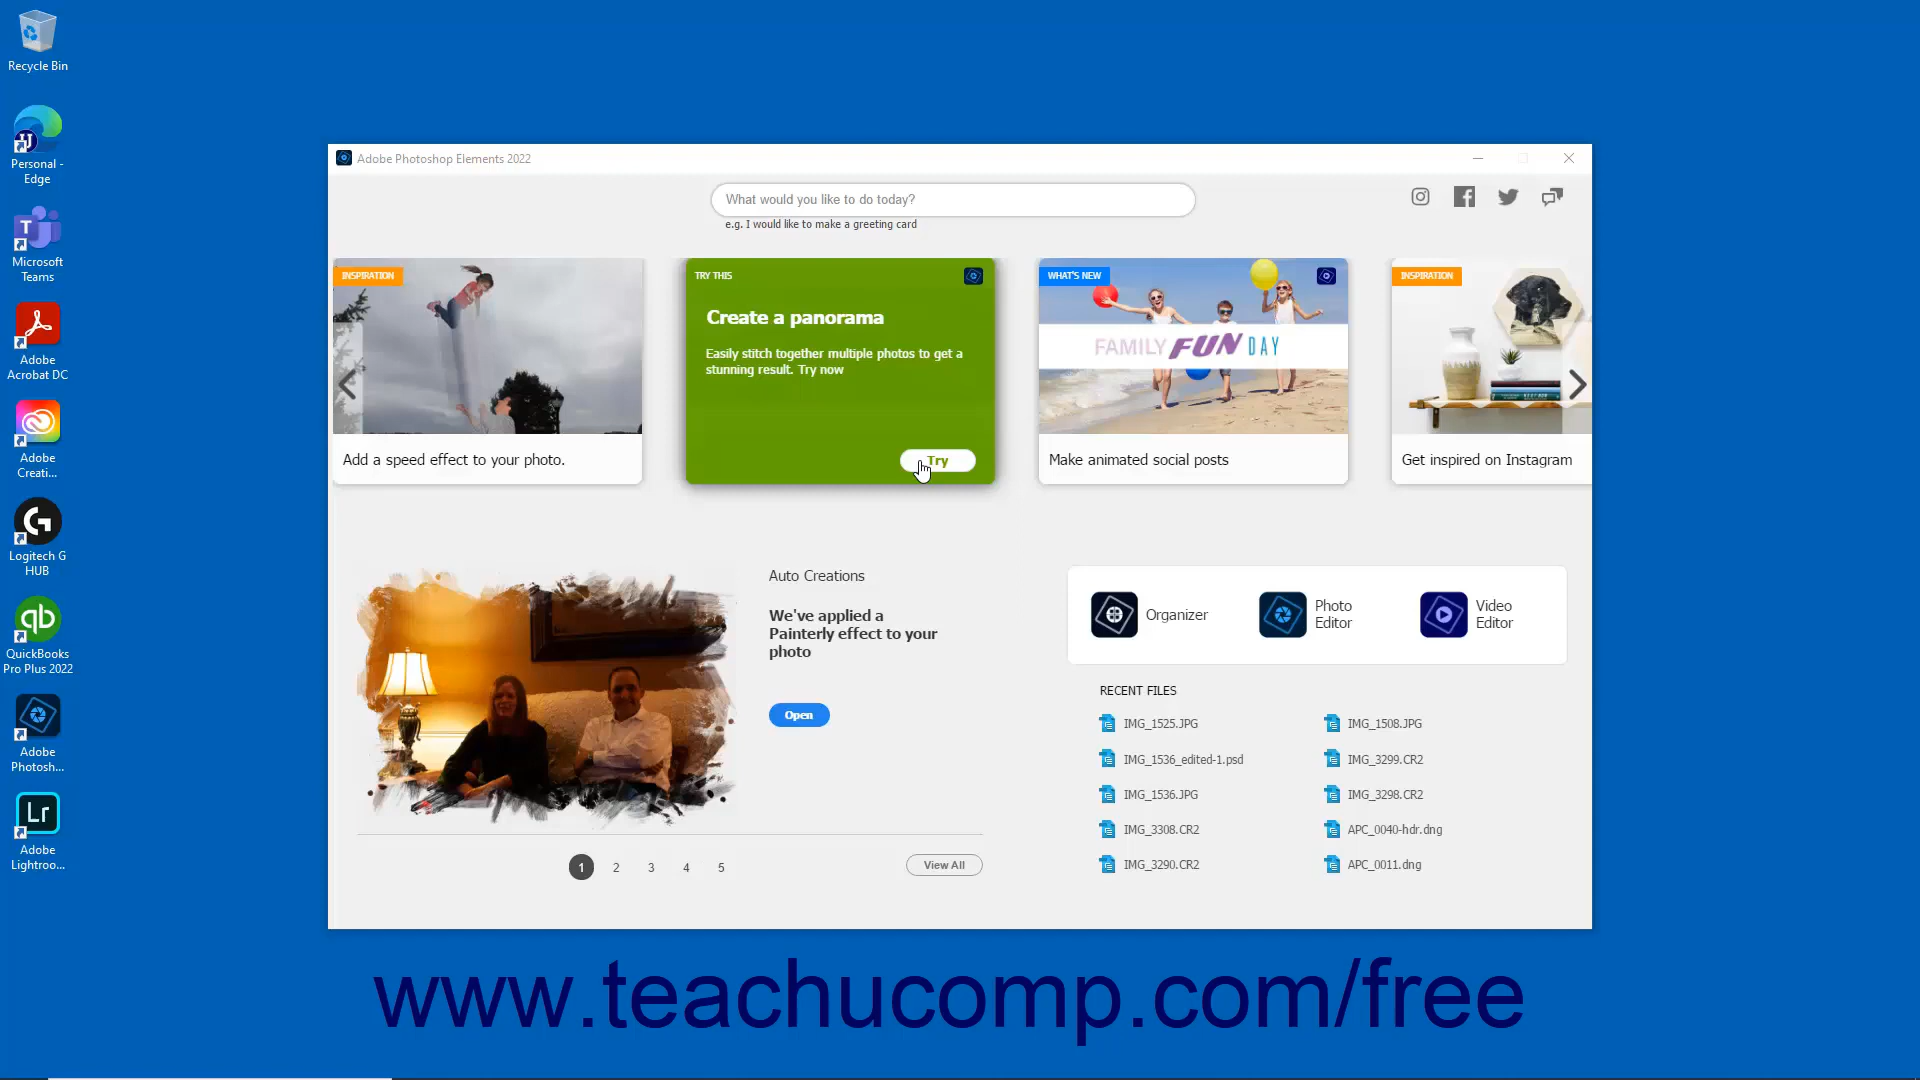 Recycle Bin
Personal -
Edge
Microsoft
Teams
Adobe
Acrobat DC
Adobe
Creati...
Logitech G
HUB
QuickBooks
Pro Plus 2022
Adobe
Photosh...
Adobe
Lightroo...
Adobe Photoshop Elements 2022
What would you like to do today?
e.g. I would like to make a greeting card
INSPIRATION
Add a speed effect to your photo.
TRY THIS
Create a panorama
Easily stitch together multiple photos to get a
stunning result. Try now
Try
WHAT'S NEW
FAMILY FUN DAY
Make animated social posts
INSPIRATION
Get inspired on Instagram
Auto Creations
We've applied a
Painterly effect to your
photo
Open
1 2 3 4 5
View All
Organizer
Photo
Editor
Video
Editor
RECENT FILES
IMG_1525.JPG
IMG_1508.JPG
IMG_1536_edited-1.psd
IMG_3299.CR2
IMG_1536.JPG
IMG_3298.CR2
IMG_3308.CR2
APC_0040-hdr.dng
IMG_3290.CR2
APC_0011.dng
www.teachucomp.com/free